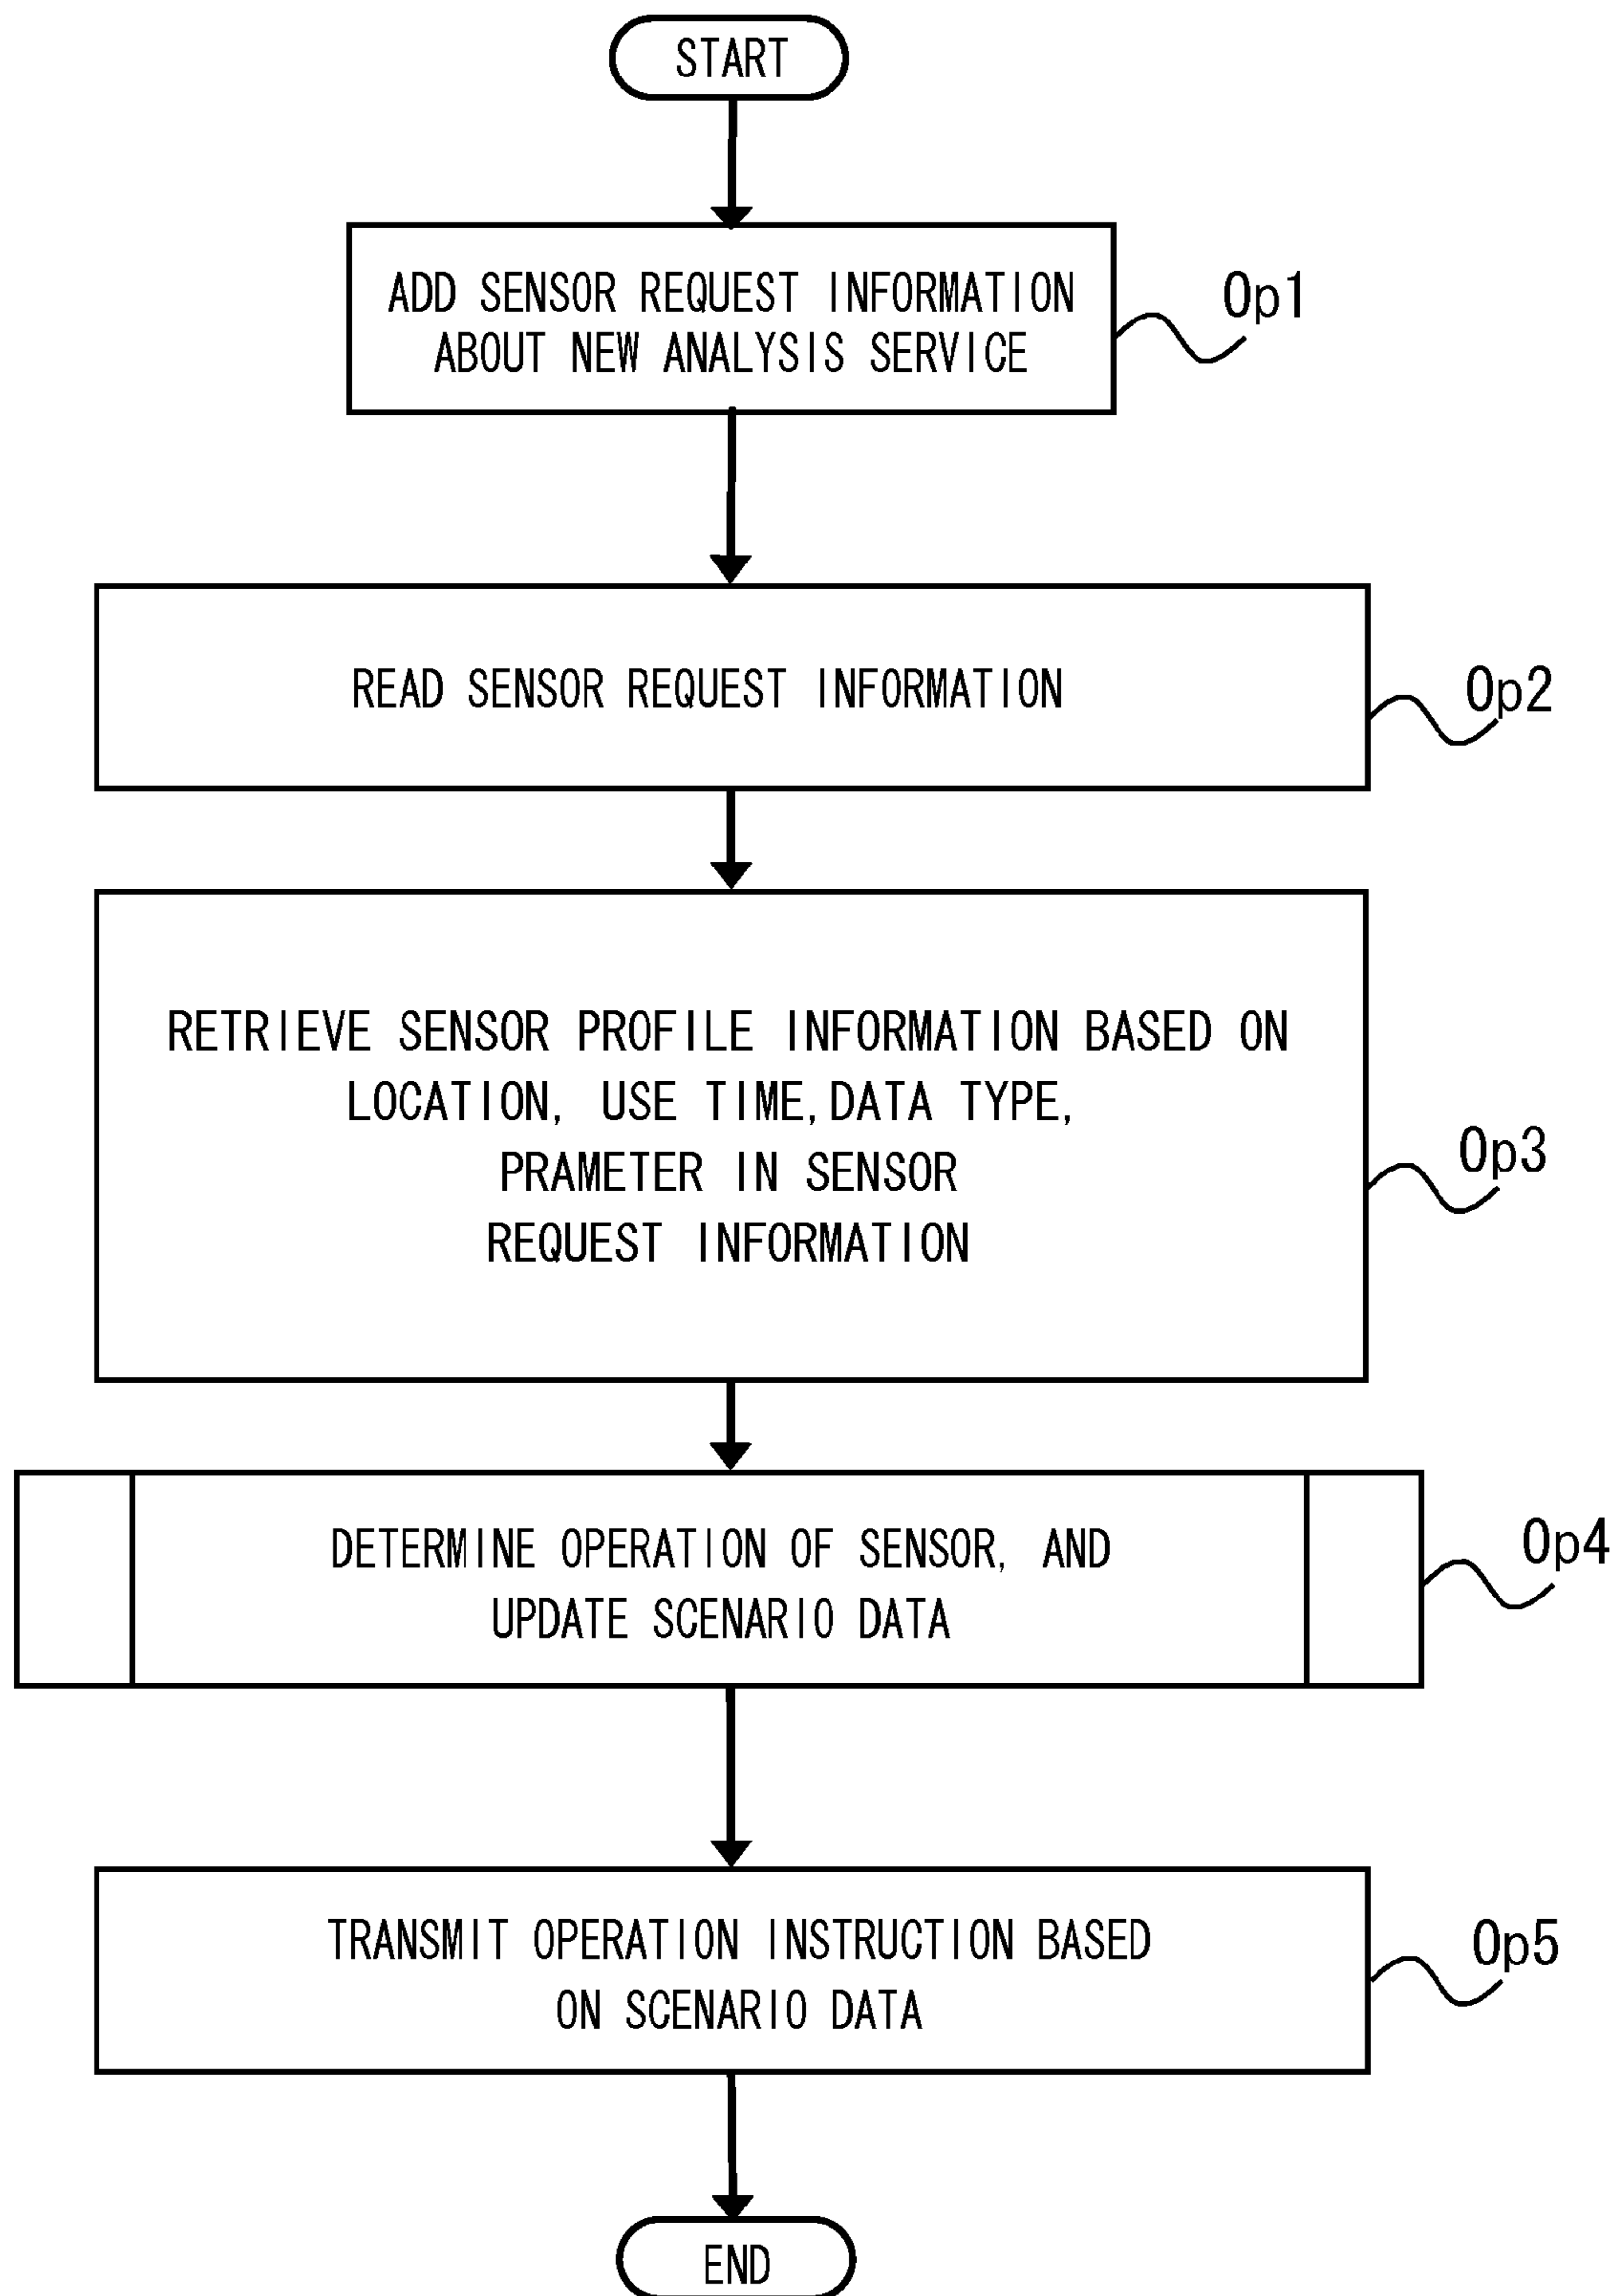 START
ADD SENSOR REQUEST INFORMATION
ABOUT NEW ANALYSIS SERVICE
Op1
READ SENSOR REQUEST INFORMATION
Op2
RETRIEVE SENSOR PROFILE INFORMATION BASED ON
LOCATION, USE TIME, DATA TYPE,
PRAMETER IN SENSOR
REQUEST INFORMATION
Op3
DETERMINE OPERATION OF SENSOR, AND
UPDATE SCENARIO DATA
Op4
TRANSMIT OPERATION INSTRUCTION BASED
ON SCENARIO DATA
Op5
END